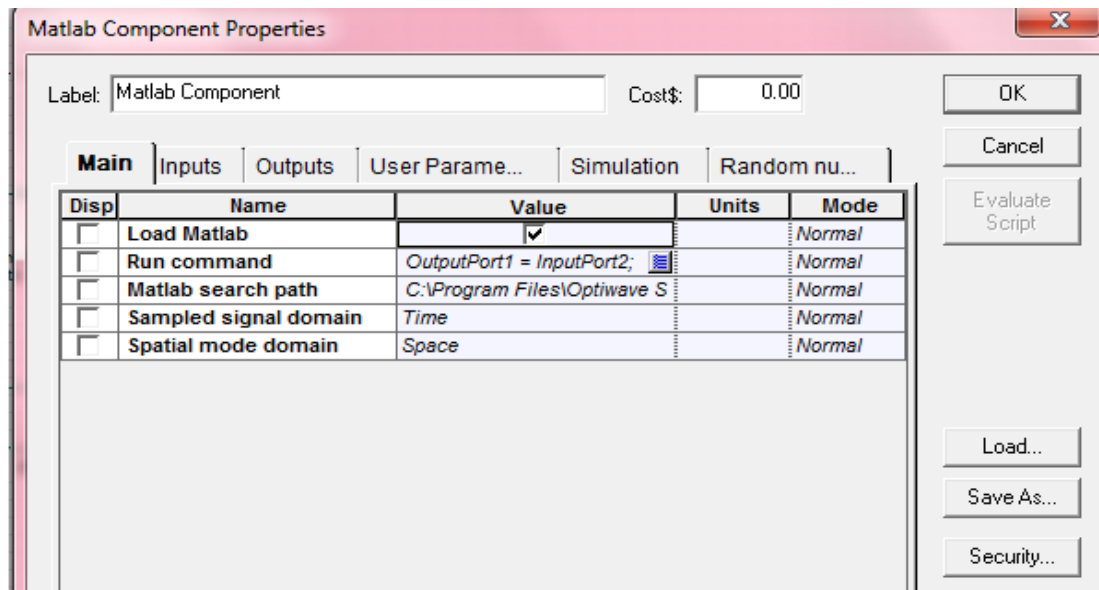 Matlab Component Properties
Label: Matlab Component Cost$: 0.00 OK
Cancel
Main Inputs Outputs User Parame... Simulation Random nu...
Evaluate Script
Disp Name Value Units Mode
Load Matlab Normal
Run command OutputPort1 = InputPort2; Normal
Matlab search path C:\Program Files\Optiwave S Normal
Sampled signal domain Time Normal
Spatial mode domain Space Normal
Load...
Save As...
Security...